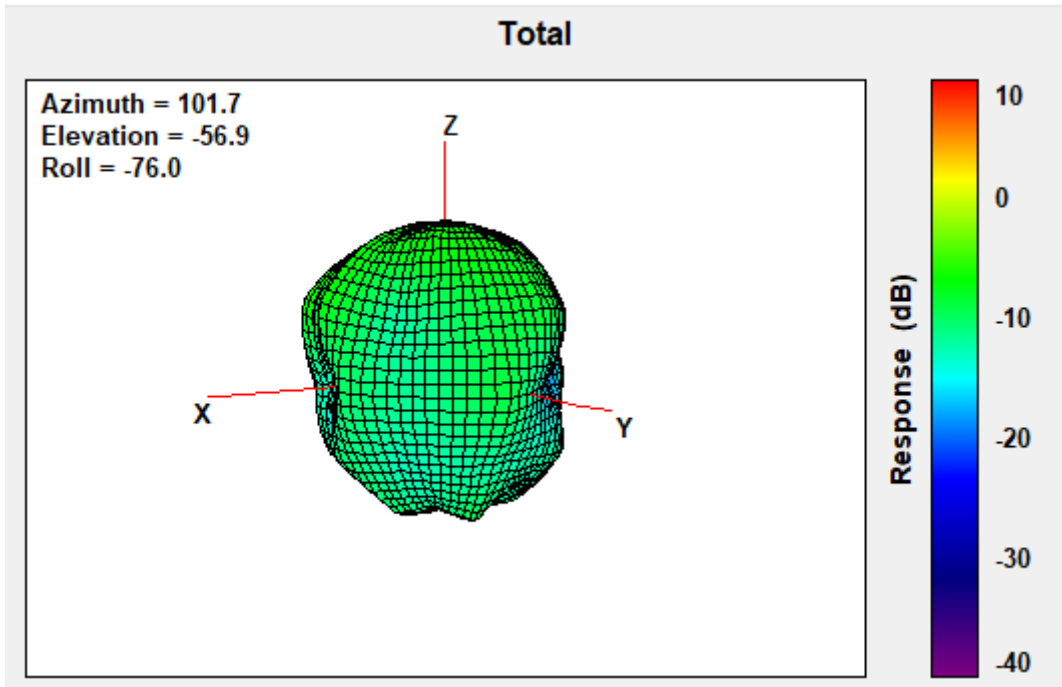 Total
Azimuth = 101.7
Elevation = -56.9
Roll = -76.0
Z
X
Y
10
0
-10
-20
-30
-40
Response (dB)